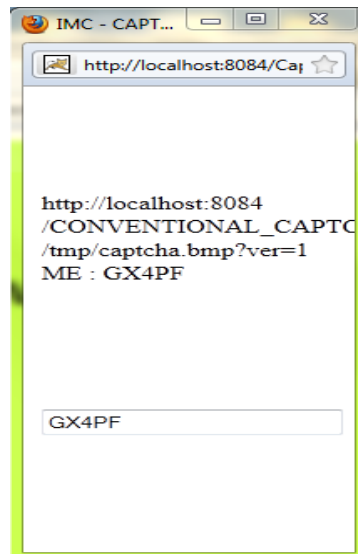 IMC - CAPT...
http://localhost:8084/Ca
http://localhost:8084
/CONVENTIONAL_CAPTC
/tmp/captcha.bmp?ver=1
ME : GX4PF
GX4PF